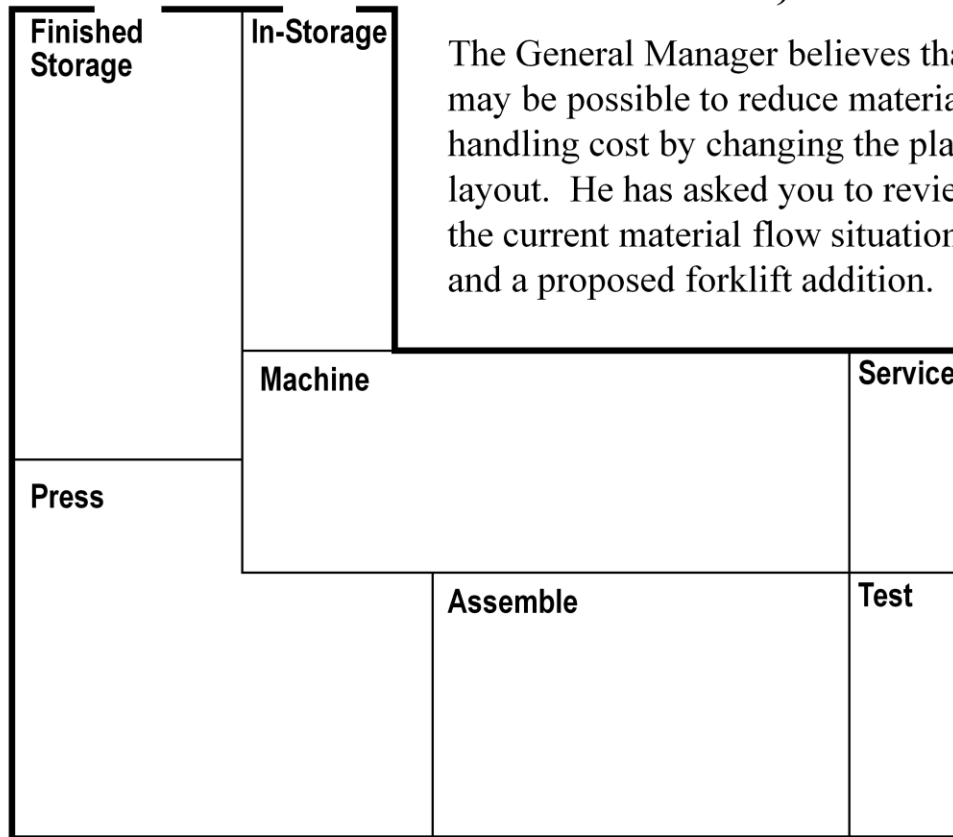 Finished
Storage
In-Storage
The General Manager believes tha
may be possible to reduce materia
handling cost by changing the pla
layout. He has asked you to revie
the current material flow situation
and a proposed forklift addition.
Machine
Service
Press
Assemble
Test